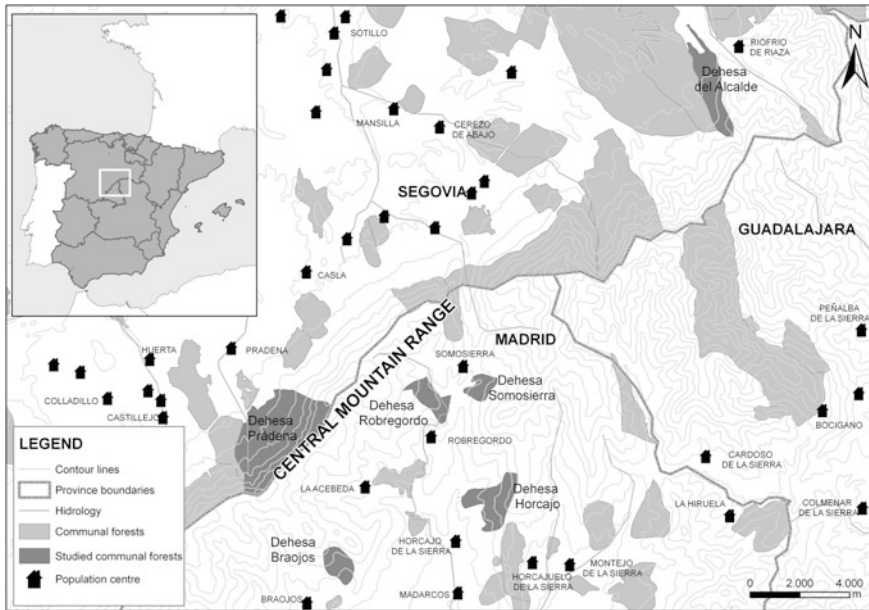 SOTILLO
RIOFRIO
DE RIAZA
N
Dehesa
del Alcalde
MANSILLA
CEREZO
DE ABAJO
SEGOVIA
GUADALAJARA
CASLA
PEÑALBA
DE LA SIERRA
CENTRAL MOUNTAIN RANGE
MADRID
HUERTA
PRADENA
SOMOSIERRA
COLLADILLO
CASTILLEJO
Dehesa
Prádena
Dehesa
Robregordo
Dehesa
Somosierra
BOCIGANO
ROBREGORDO
CARDOSO
DE LA SIERRA
LA ACEBEDA
Dehesa
Horcajo
LA HIRUELA
COLMENAR
DE LA SIERRA
HORCAJO
DE LA SIERRA
Dehesa
Braojos
HORCAJUELO
DE LA SIERRA
MONTEJO
DE LA SIERRA
BRAOJOS
MADARCOS
LEGEND
Contour lines
Province boundaries
Hidrology
Communal forests
Studied communal forests
Population centre
0 2.000 4.000
m